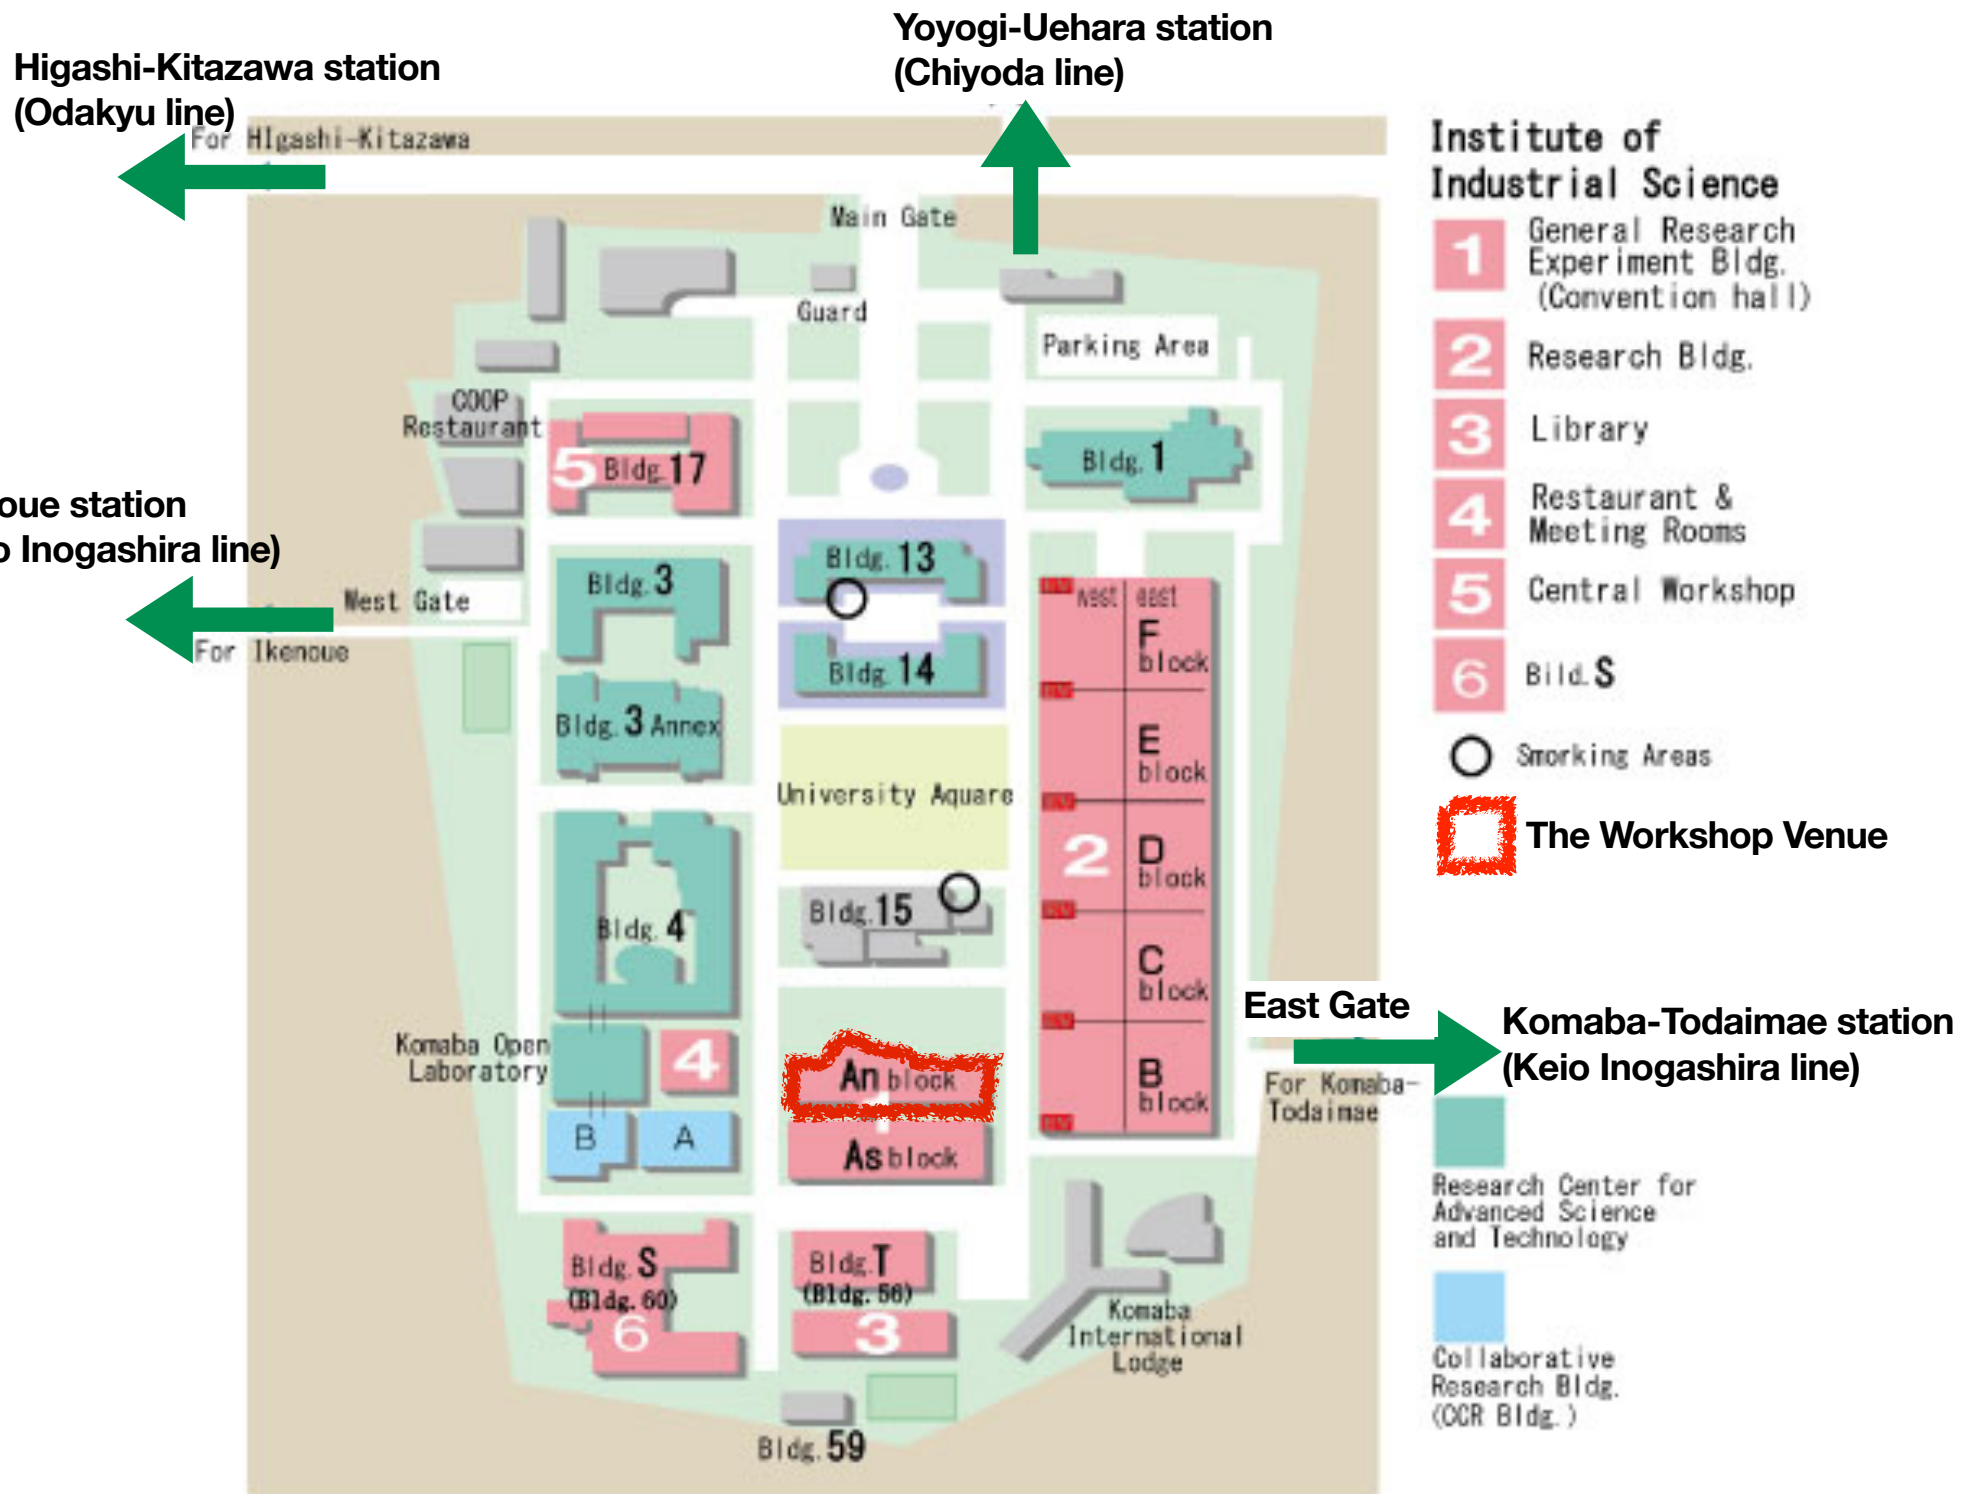 Yoyogi-Uehara station
(Chiyoda line)
Higashi-Kitazawa station
(Odakyu line)
For HIgashi-Kitazawa
Main Gate
Guard
Parking Area
COOP
Restaurant
5 Bldg. 17
Bldg. 1
oue station
o Inogashira line)
West Gate
For Ikenoue
Bldg. 3
Bldg. 13
Bldg. 14
Bldg. 3 Annex
University Aquare
Bldg. 15
Bldg. 4
west east
F
block
E
block
2
D
block
C
block
B
block
Komaba Open
Laboratory
4
B
A
An block
1
As block
East Gate
Komaba-Todaimae station
(Keio Inogashira line)
For Komaba-
Todaimae
Bldg. S
(Bldg. 60)
6
Bldg. T
(Bldg. 56)
3
Komaba
International
Lodge
Bldg. 59
Institute of
Industrial Science
1 General Research
Experiment Bldg.
(Convention hall)
2 Research Bldg.
3 Library
4 Restaurant &
Meeting Rooms
5 Central Workshop
6 Bild. S
Smorking Areas
The Workshop Venue
Research Center for
Advanced Science
and Technology
Collaborative
Research Bldg.
(CCR Bldg.)